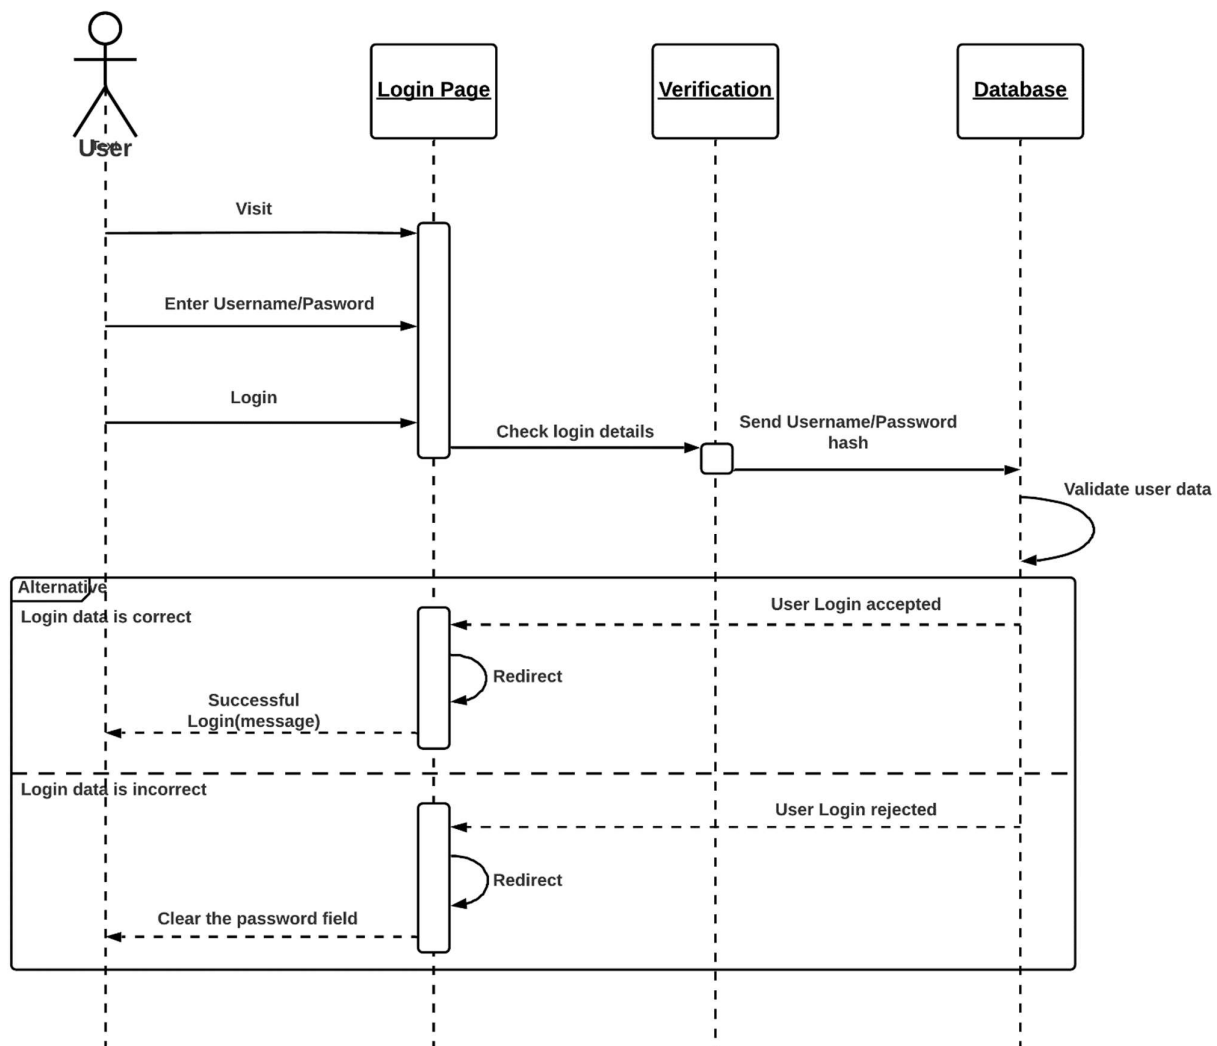 Login Page
Verification
Database
User
Text
Visit
Enter Username/Pasword
Login
Check login details
Send Username/Password
hash
Validate user data
Alternative
Login data is correct
User Login accepted
Redirect
Successful
Login(message)
Login data is incorrect
User Login rejected
Redirect
Clear the password field